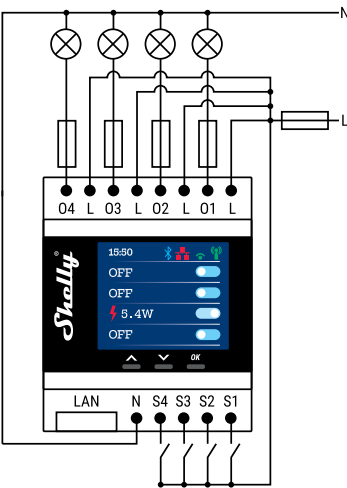 N
L
O4 L O3 L O2 L O1 L
Shelly®
15:50
OFF
OFF
5.4W
OFF
OK
LAN N S4 S3 S2 S1